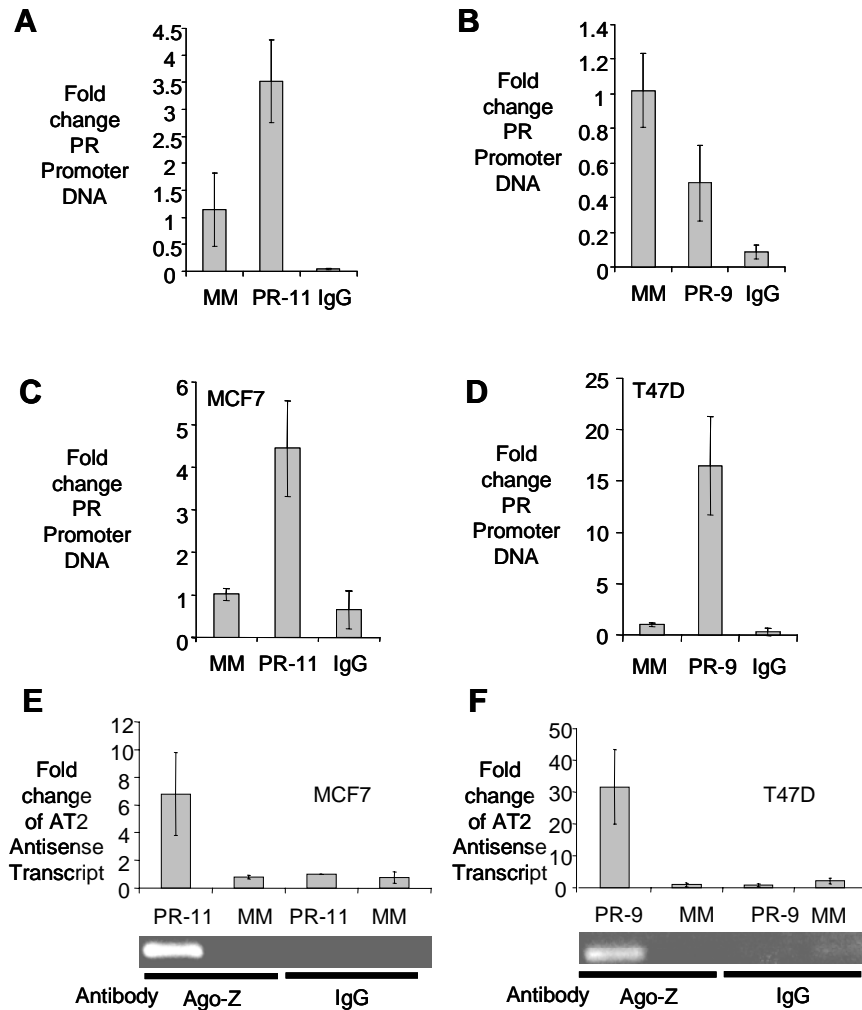 A
Fold
change
PR
Promoter
DNA
4.5
4
3.5
3
2.5
2
1.5
1
0.5
0
MM PR-11 IgG
B
Fold
change
PR
Promoter
DNA
1.4
1.2
1
0.8
0.6
0.4
0.2
0
MM PR-9 IgG
C
Fold
change
PR
Promoter
DNA
6
5
4
3
2
1
0
MCF7
MM PR-11 IgG
D
Fold
change
PR
Promoter
DNA
25
20
15
10
5
0
T47D
MM PR-9 IgG
E
Fold
change
of AT2
Antisense
Transcript
12
10
8
6
4
2
0
MCF7
PR-11 MM PR-11 MM
Antibody Ago-Z IgG
F
Fold
change
of AT2
Antisense
Transcript
50
40
30
20
10
0
T47D
PR-9 MM PR-9 MM
Antibody Ago-Z IgG